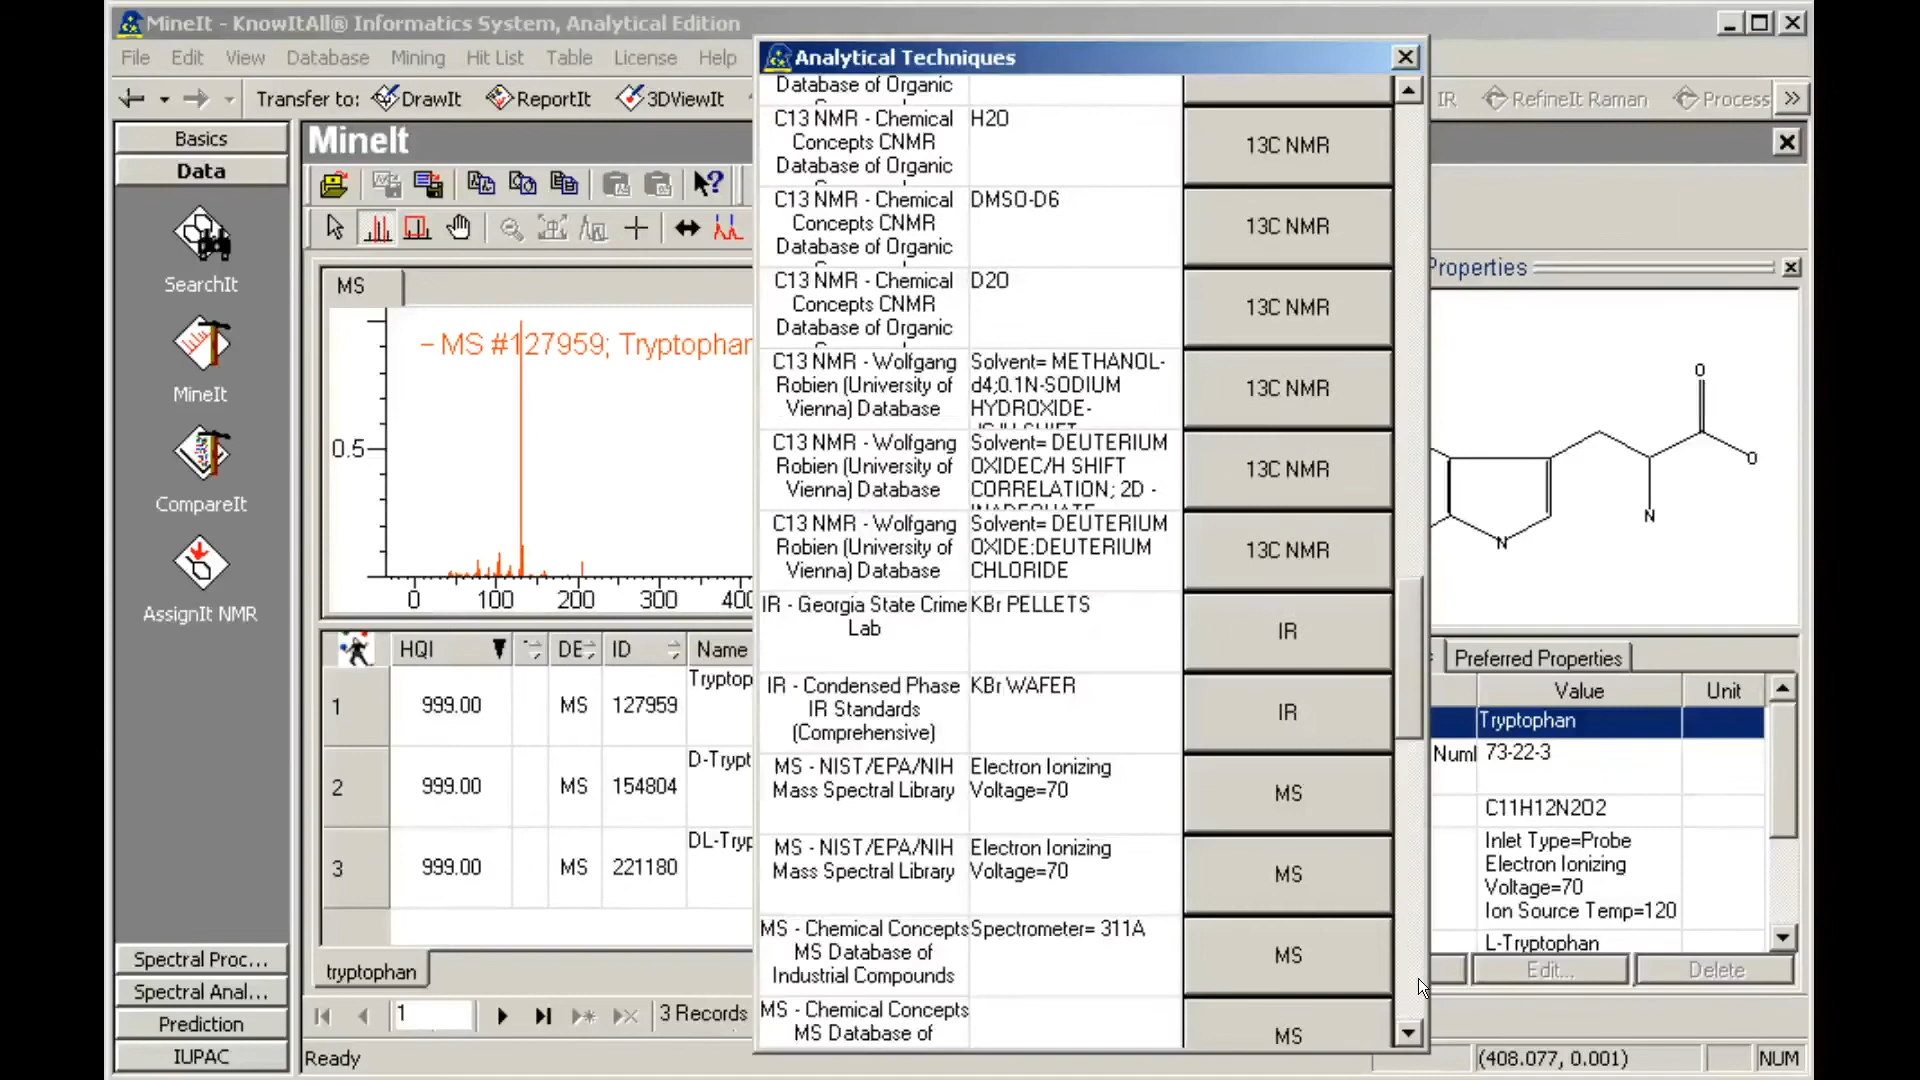 MineIt - KnowItAll® Informatics System, Analytical Edition
File Edit View Database Mining Hit List Table License Help
Transfer to: DrawIt ReportIt 3DViewIt
IR RefineIt Raman Process
Basics
Data
SearchIt
MineIt
CompareIt
AssignIt NMR
Spectral Proc...
Spectral Anal...
Prediction
IUPAC
MineIt
MS
– MS #127959; Tryptophan
0.5
0 100 200 300 400
HQI DE ID Name
1 999.00 MS 127959 Tryptop
2 999.00 MS 154804 D-Trypt
3 999.00 MS 221180 DL-Tryp
tryptophan
1
3 Records
Ready
Analytical Techniques
Database of Organic
C13 NMR - Chemical
Concepts CNMR
Database of Organic
H2O
13C NMR
C13 NMR - Chemical
Concepts CNMR
Database of Organic
DMSO-D6
13C NMR
C13 NMR - Chemical
Concepts CNMR
Database of Organic
D2O
13C NMR
C13 NMR - Wolfgang
Robien (University of
Vienna) Database
Solvent= METHANOL-
d4;0.1N-SODIUM
HYDROXIDE-
13C NMR
C13 NMR - Wolfgang
Robien (University of
Vienna) Database
Solvent= DEUTERIUM
OXIDEC/H SHIFT
CORRELATION; 2D -
13C NMR
C13 NMR - Wolfgang
Robien (University of
Vienna) Database
Solvent= DEUTERIUM
OXIDE:DEUTERIUM
CHLORIDE
13C NMR
IR - Georgia State Crime
Lab
KBr PELLETS
IR
IR - Condensed Phase
IR Standards
(Comprehensive)
KBr WAFER
IR
MS - NIST/EPA/NIH
Mass Spectral Library
Electron Ionizing
Voltage=70
MS
MS - NIST/EPA/NIH
Mass Spectral Library
Electron Ionizing
Voltage=70
MS
MS - Chemical Concepts
MS Database of
Industrial Compounds
Spectrometer= 311A
MS
MS - Chemical Concepts
MS Database of
MS
Properties
O
O
N
N
Preferred Properties
Value Unit
Tryptophan
Numl 73-22-3
C11H12N2O2
Inlet Type=Probe
Electron Ionizing
Voltage=70
Ion Source Temp=120
L-Tryptophan
Edit... Delete
(408.077, 0.001) NUM